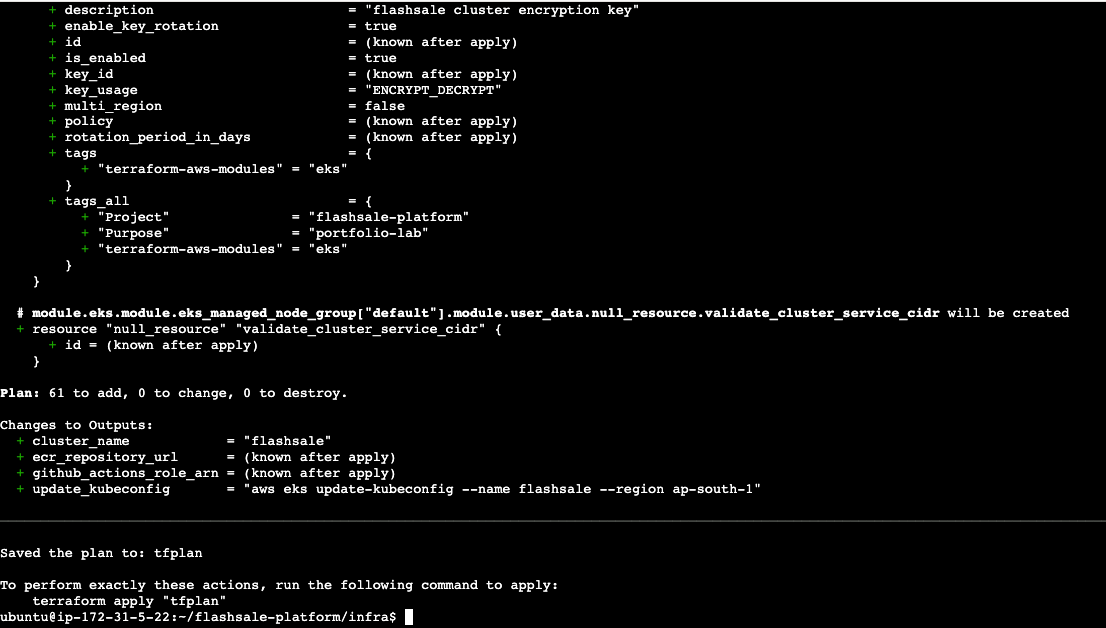 + description = "flashsale cluster encryption key"
+ enable_key_rotation = true
+ id = (known after apply)
+ is_enabled = true
+ key_id = (known after apply)
+ key_usage = "ENCRYPT_DECRYPT"
+ multi_region = false
+ policy = (known after apply)
+ rotation_period_in_days = (known after apply)
+ tags = {
+ "terraform-aws-modules" = "eks"
}
+ tags_all = {
+ "Project" = "flashsale-platform"
+ "Purpose" = "portfolio-lab"
+ "terraform-aws-modules" = "eks"
}
}
# module.eks.module.eks_managed_node_group["default"].module.user_data.null_resource.validate_cluster_service_cidr will be created
+ resource "null_resource" "validate_cluster_service_cidr" {
+ id = (known after apply)
}
Plan: 61 to add, 0 to change, 0 to destroy.
Changes to Outputs:
+ cluster_name = "flashsale"
+ ecr_repository_url = (known after apply)
+ github_actions_role_arn = (known after apply)
+ update_kubeconfig = "aws eks update-kubeconfig --name flashsale --region ap-south-1"
Saved the plan to: tfplan
To perform exactly these actions, run the following command to apply:
terraform apply "tfplan"
ubuntu@ip-172-31-5-22:~/flashsale-platform/infra$